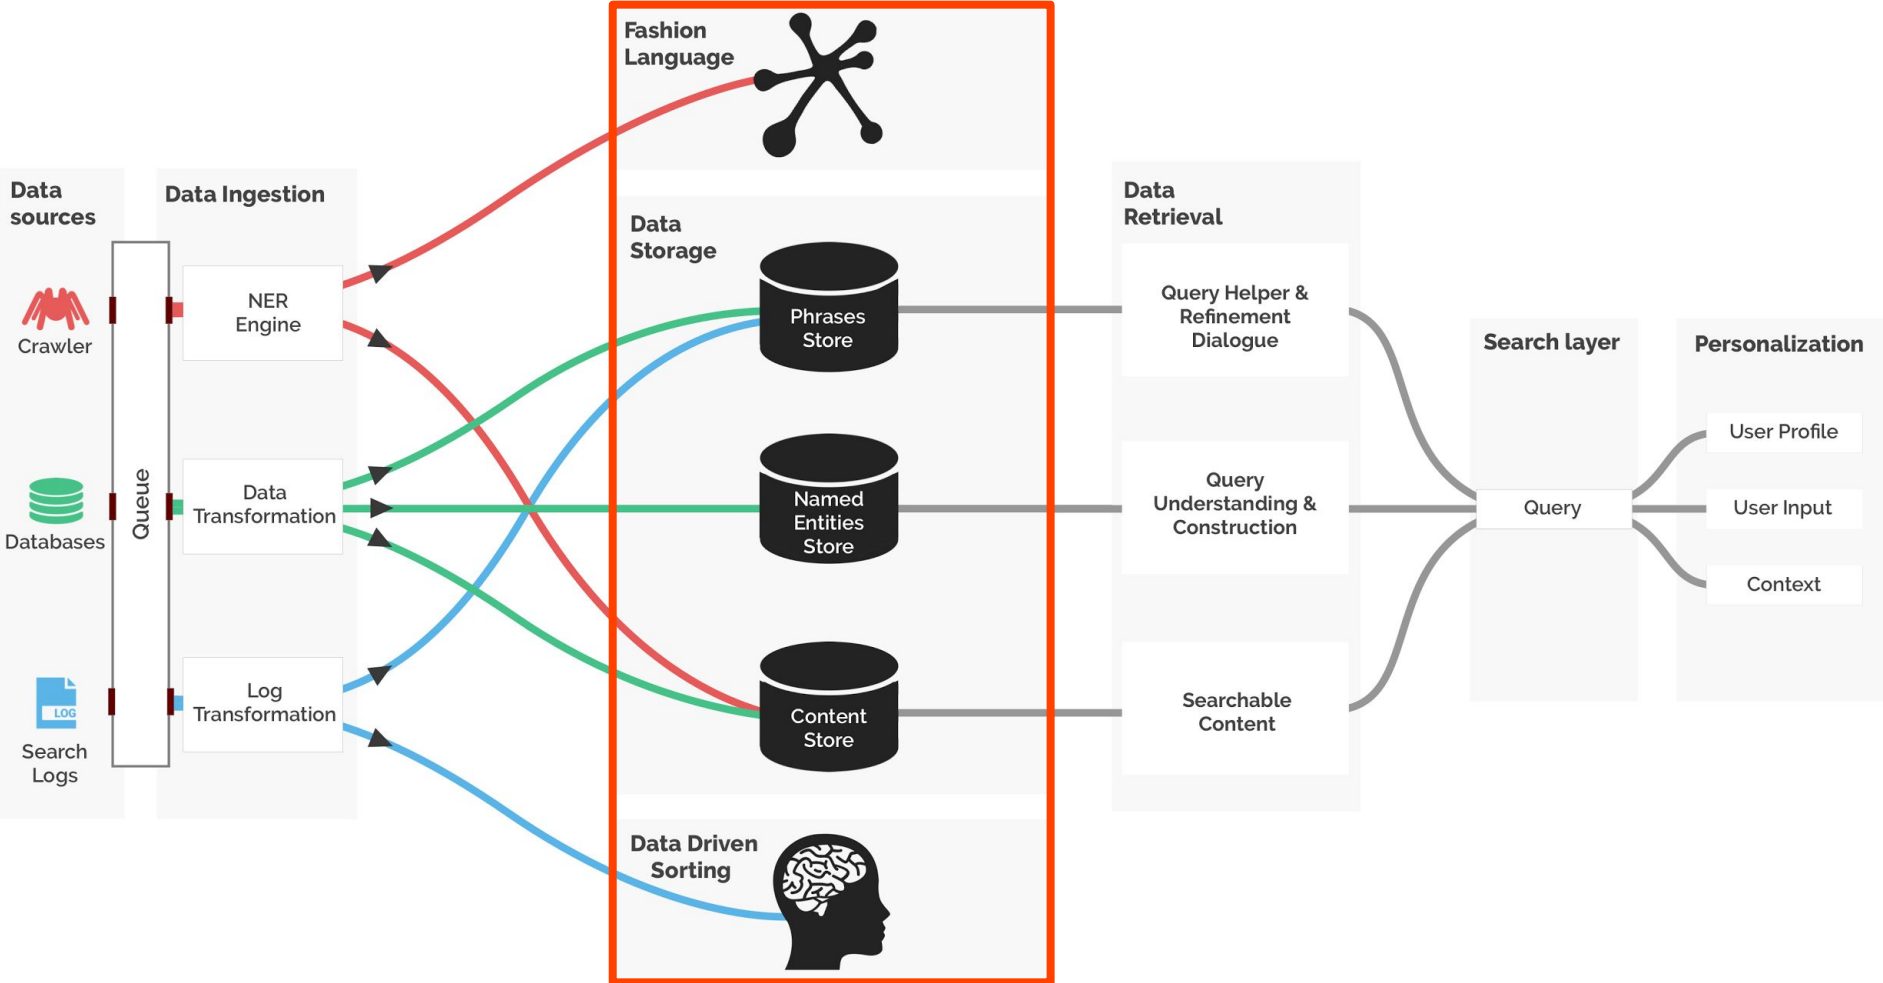 Fashion
Language
Data
sources
Data Ingestion
Data
Storage
Data
Retrieval
Search layer
Personalization
Crawler
Databases
Search
Logs
LOG
Queue
NER
Engine
Data
Transformation
Log
Transformation
Phrases
Store
Named
Entities
Store
Content
Store
Data Driven
Sorting
Query Helper &
Refinement
Dialogue
Query
Understanding &
Construction
Searchable
Content
Query
User Profile
User Input
Context